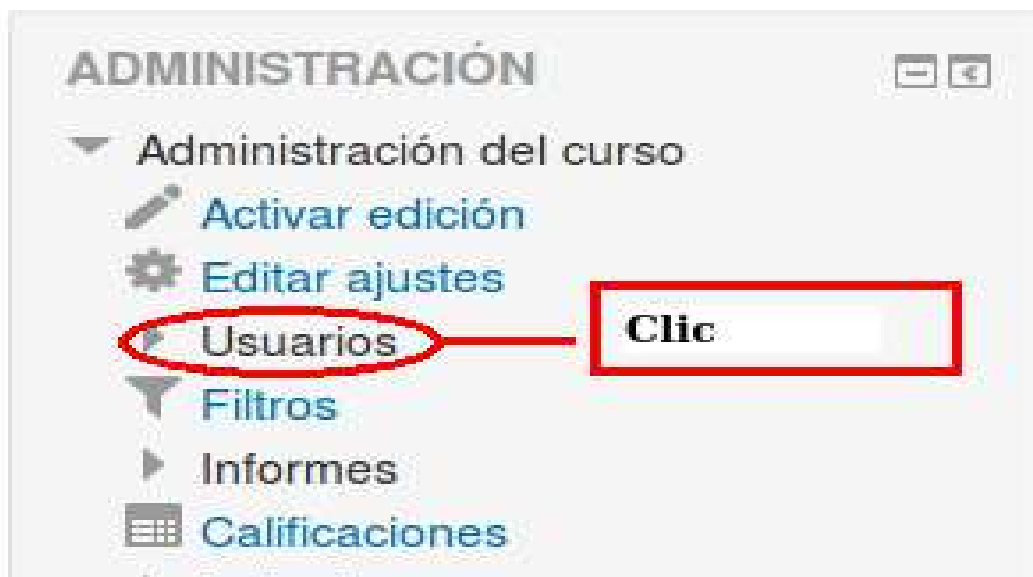 ADMINISTRACIÓN
Administración del curso
Activar edición
Editar ajustes
Usuarios
Clic
Filtros
Informes
Calificaciones